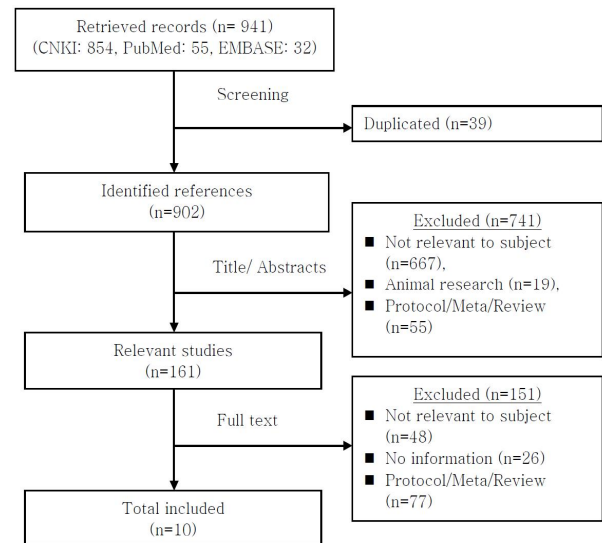 Retrieved records (n= 941)
(CNKI: 854, PubMed: 55, EMBASE: 32)
Screening
Duplicated (n=39)
Identified references
(n=902)
Title/ Abstracts
Excluded (n=741)
■ Not relevant to subject
(n=667),
■ Animal research (n=19),
■ Protocol/Meta/Review
(n=55)
Relevant studies
(n=161)
Full text
Excluded (n=151)
■ Not relevant to subject
(n=48)
■ No information (n=26)
■ Protocol/Meta/Review
(n=77)
Total included
(n=10)